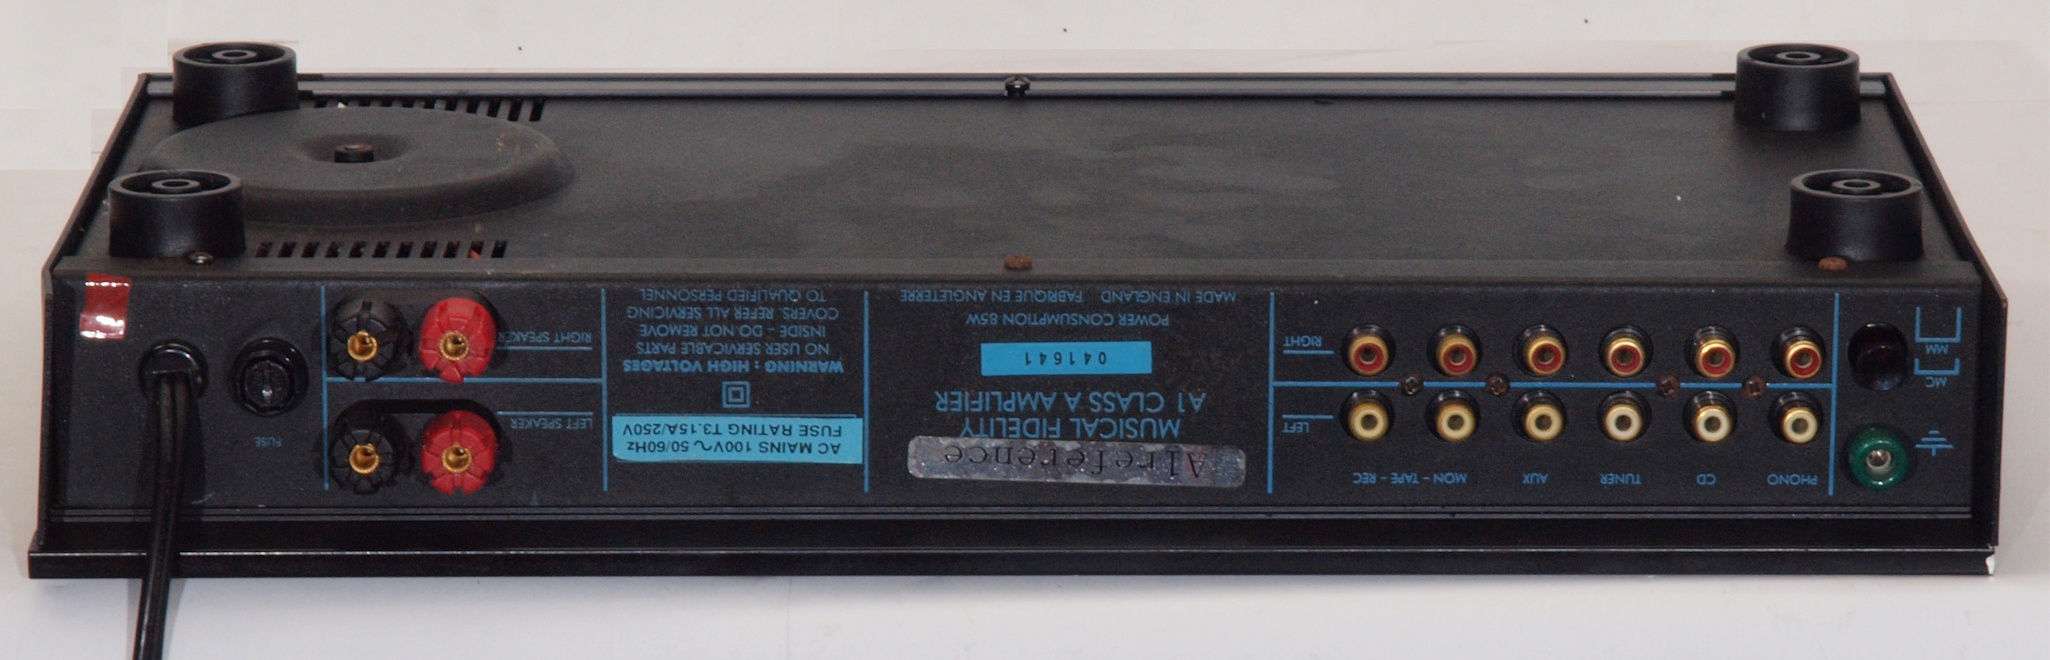 MC
MM
PHONO CD TUNER AUX MON - TAPE - REC
LEFT
RIGHT
A1reference
MUSICAL FIDELITY
A1 CLASS A AMPLIFIER
041641
POWER CONSUMPTION 85W
MADE IN ENGLAND FABRIQUE EN ANGLETERRE
AC MAINS 100V~ 50/60Hz
FUSE RATING T3.15A/250V
WARNING : HIGH VOLTAGES
NO USER SERVICABLE PARTS
INSIDE - DO NOT REMOVE
COVERS. REFER ALL SERVICING
TO QUALIFIED PERSONNEL
LEFT SPEAKER
RIGHT SPEAKER
FUSE